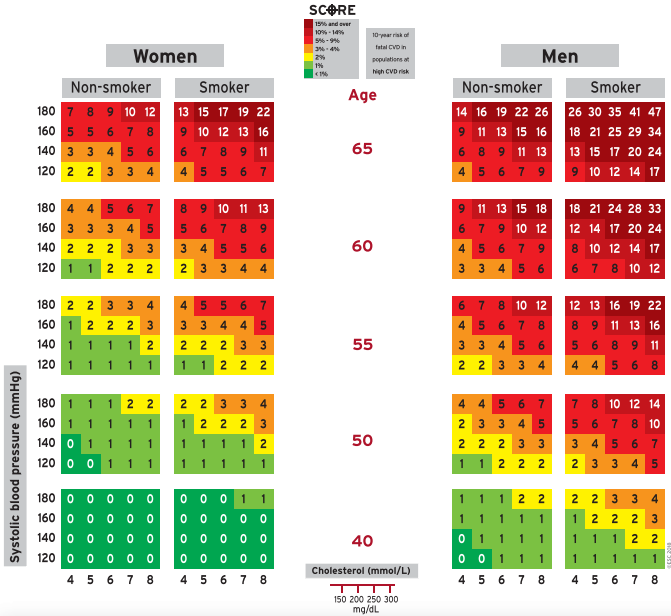 SCORE
15% and over
10% - 14%
5% - 9%
3% - 4%
2%
1%
< 1%
10-year risk of
fatal CVD in
populations at
high CVD risk
Women
Men
Non-smoker Smoker Age Non-smoker Smoker
180 7 8 9 10 12 13 15 17 19 22 14 16 19 22 26 26 30 35 41 47
160 5 5 6 7 8 9 10 12 13 16 9 11 13 15 16 18 21 25 29 34
140 3 3 4 5 6 6 7 8 9 11 65 6 8 9 11 13 13 15 17 20 24
120 2 2 3 3 4 4 5 5 6 7 4 5 5 6 7 9 10 12 14 17
180 4 4 5 6 7 8 9 10 11 13 9 11 13 15 18 18 21 24 28 33
160 3 3 3 4 5 5 6 7 8 9 6 7 9 10 12 12 14 17 20 24
140 2 2 2 3 3 3 4 5 5 6 60 4 5 6 7 9 8 10 12 14 17
120 1 1 2 2 2 2 3 3 4 4 3 3 4 5 6 6 7 8 10 12
180 2 2 3 3 4 4 5 5 6 7 6 7 8 10 12 12 13 16 19 22
160 1 2 2 2 3 3 3 4 4 5 4 5 6 7 8 8 9 11 13 16
140 1 1 1 1 2 2 2 2 3 3 55 3 3 4 5 6 5 6 8 9 11
120 1 1 1 1 1 1 1 2 2 2 2 2 3 3 4 4 4 5 6 8
180 1 1 1 2 2 2 2 3 3 4 4 4 5 6 7 7 8 10 12 14
160 1 1 1 1 1 1 2 2 2 3 2 3 3 4 5 5 6 7 8 10
140 0 1 1 1 1 1 1 1 1 2 50 2 2 2 3 3 3 4 5 6 7
120 0 0 1 1 1 1 1 1 1 1 1 1 2 2 2 2 3 3 4 5
180 0 0 0 0 0 0 0 0 1 1 1 1 1 2 2 2 2 3 3 4
160 0 0 0 0 0 0 0 0 0 0 1 1 1 1 1 1 2 2 2 3
140 0 0 0 0 0 0 0 0 0 0 40 0 1 1 1 1 1 1 1 2 2
120 0 0 0 0 0 0 0 0 0 0 0 0 1 1 1 1 1 1 1 1
4 5 6 7 8 4 5 6 7 8 4 5 6 7 8 4 5 6 7 8
Systolic blood pressure (mmHg)
Cholesterol (mmol/L)
150 200 250 300
mg/dL